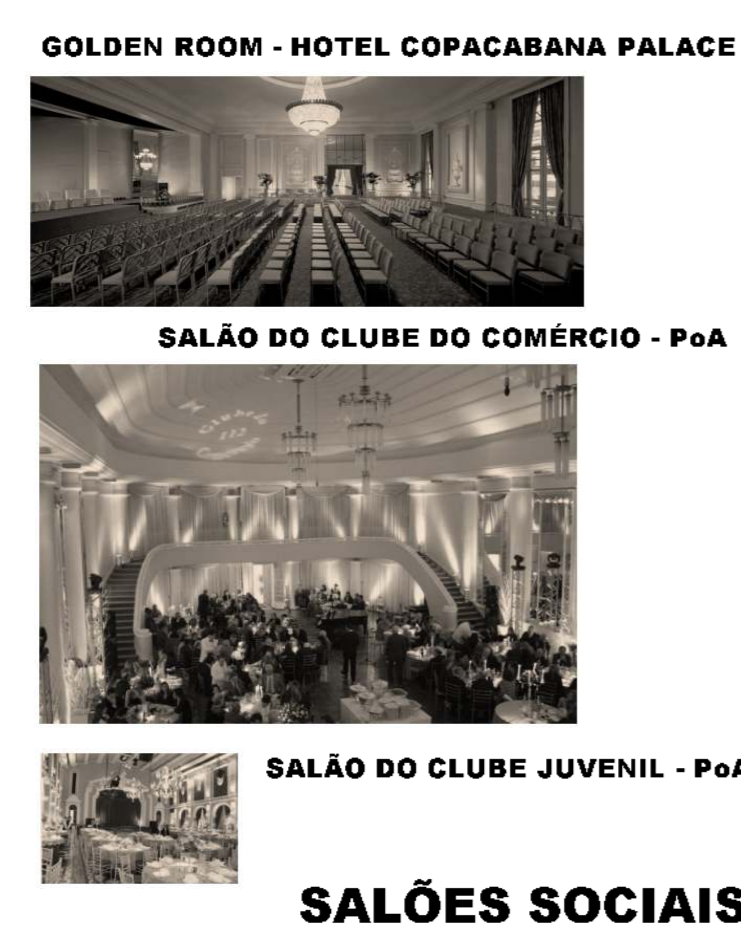 GOLDEN ROOM - HOTEL COPACABANA PALACE
SALÃO DO CLUBE DO COMÉRCIO - PoA
SALÃO DO CLUBE JUVENIL - PoA
SALÕES SOCIAIS